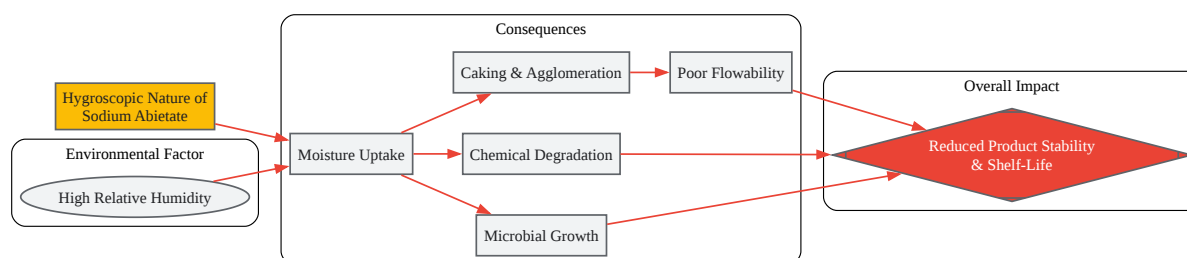 Consequences
Caking & Agglomeration
Poor Flowability
Overall Impact
Hygroscopic Nature of
Sodium Abietate
Environmental Factor
Moisture Uptake
Chemical Degradation
Reduced Product Stability
& Shelf-Life
High Relative Humidity
Microbial Growth